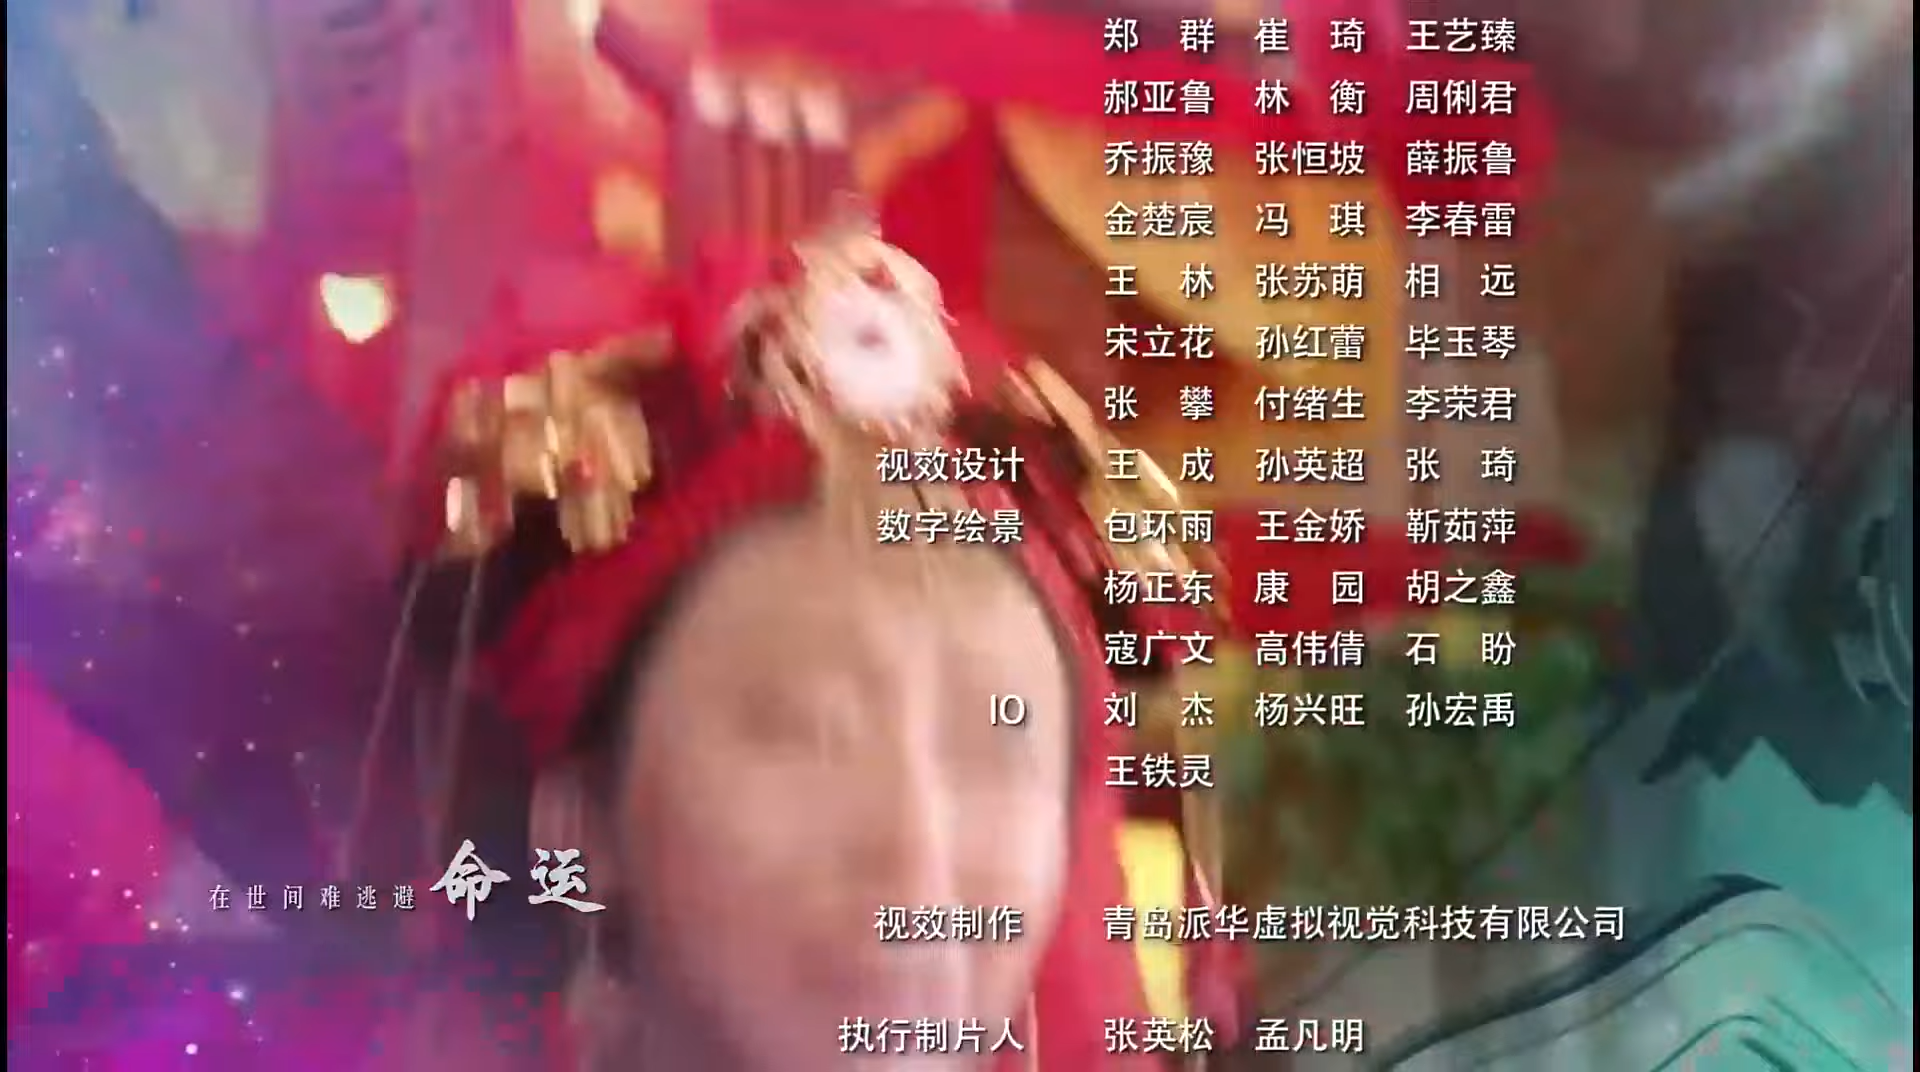 郑 群 崔 琦 王艺臻
郝亚鲁 林 衡 周俐君
乔振豫 张恒坡 薛振鲁
金楚宸 冯 琪 李春雷
王 林 张苏萌 相 远
宋立花 孙红蕾 毕玉琴
张 攀 付绪生 李荣君
视效设计 王 成 孙英超 张 琦
数字绘景 包环雨 王金娇 靳茹萍
杨正东 康 园 胡之鑫
寇广文 高伟倩 石 盼
IO 刘 杰 杨兴旺 孙宏禹
王铁灵
在世间难逃避命运
视效制作 青岛派华虚拟视觉科技有限公司
执行制片人 张英松 孟凡明